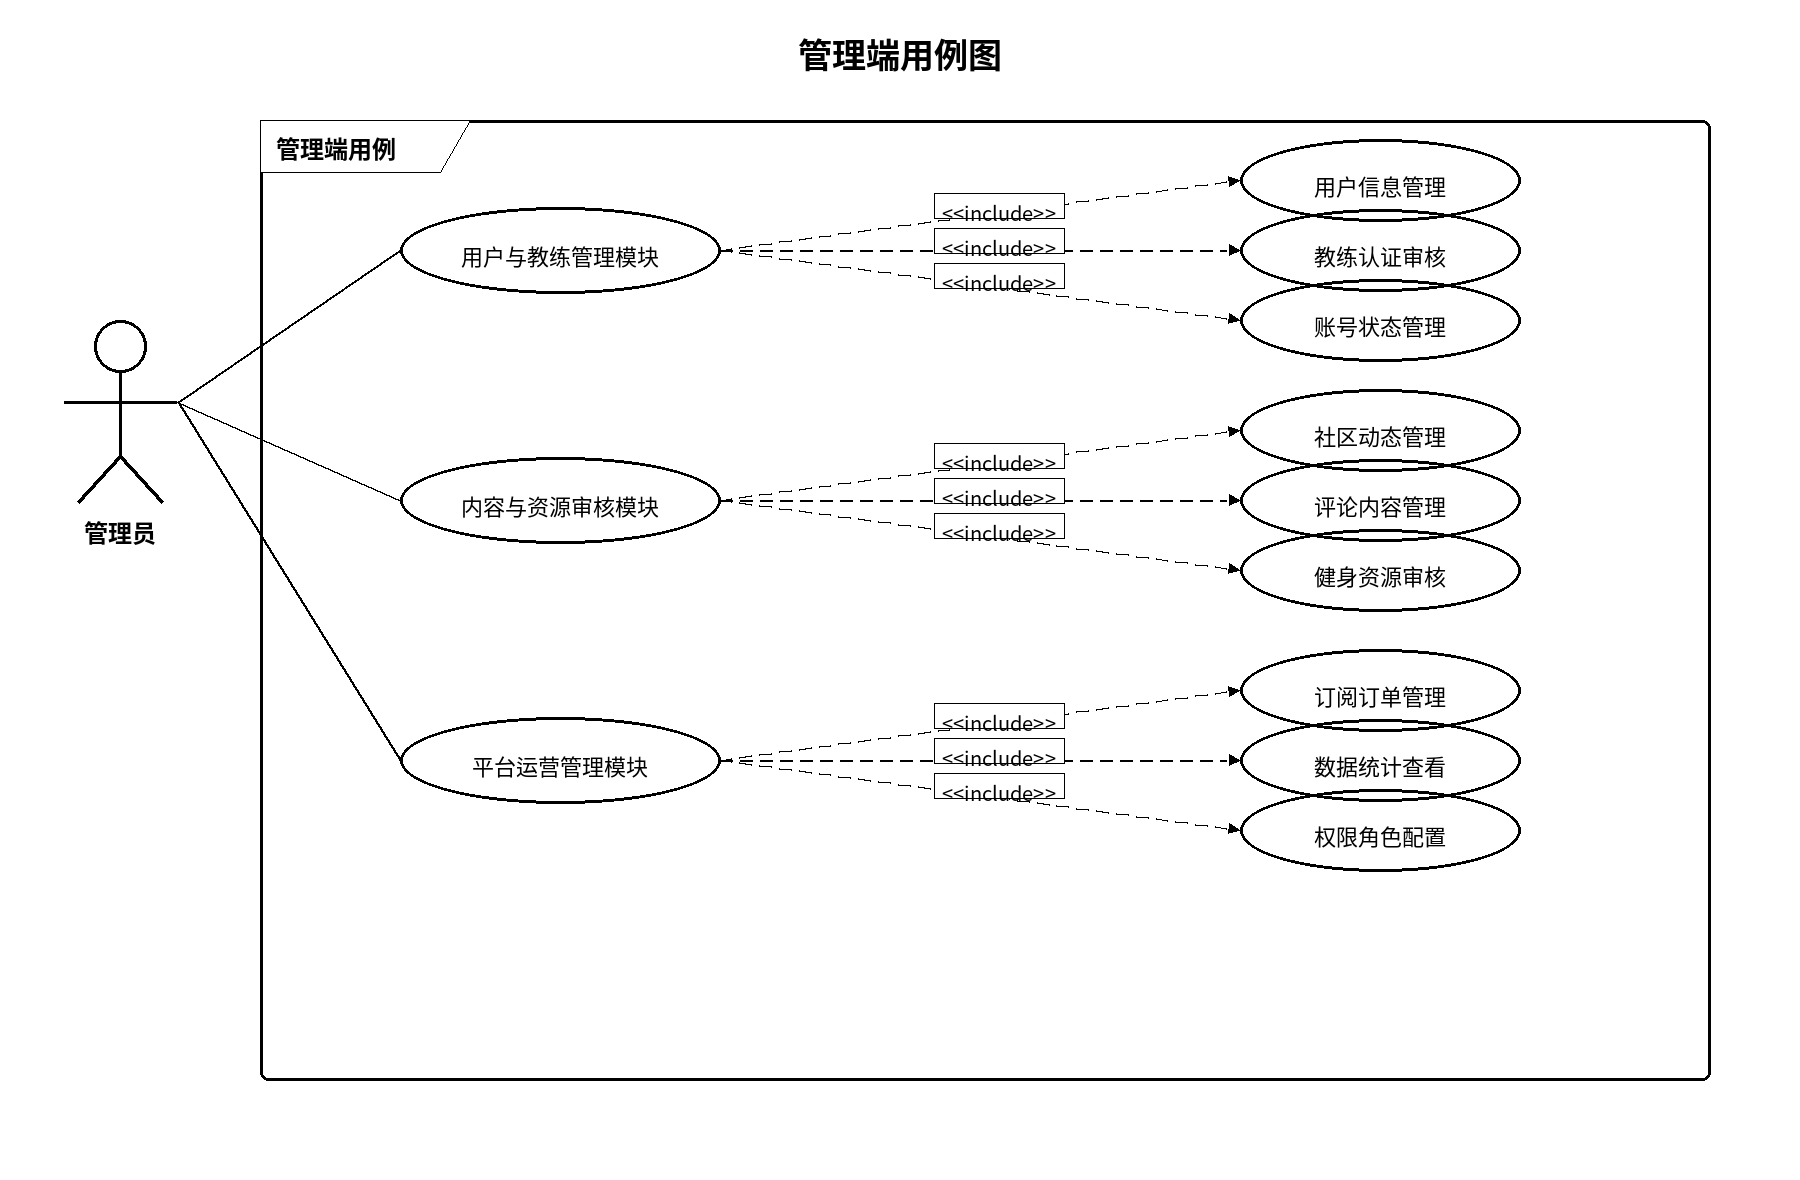 管理端用例图
管理端用例
管理员
用户与教练管理模块
<<include>>
用户信息管理
<<include>>
教练认证审核
<<include>>
账号状态管理
内容与资源审核模块
<<include>>
社区动态管理
<<include>>
评论内容管理
<<include>>
健身资源审核
平台运营管理模块
<<include>>
订阅订单管理
<<include>>
数据统计查看
<<include>>
权限角色配置